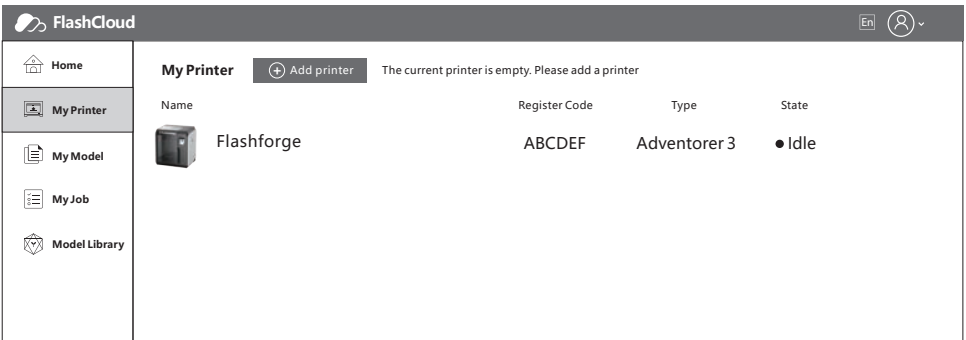 FlashCloud
En
Home
My Printer
My Model
My Job
Model Library
My Printer
Add printer
The current printer is empty. Please add a printer
Name
Register Code
Type
State
Flashforge
ABCDEF
Adventorer 3
Idle